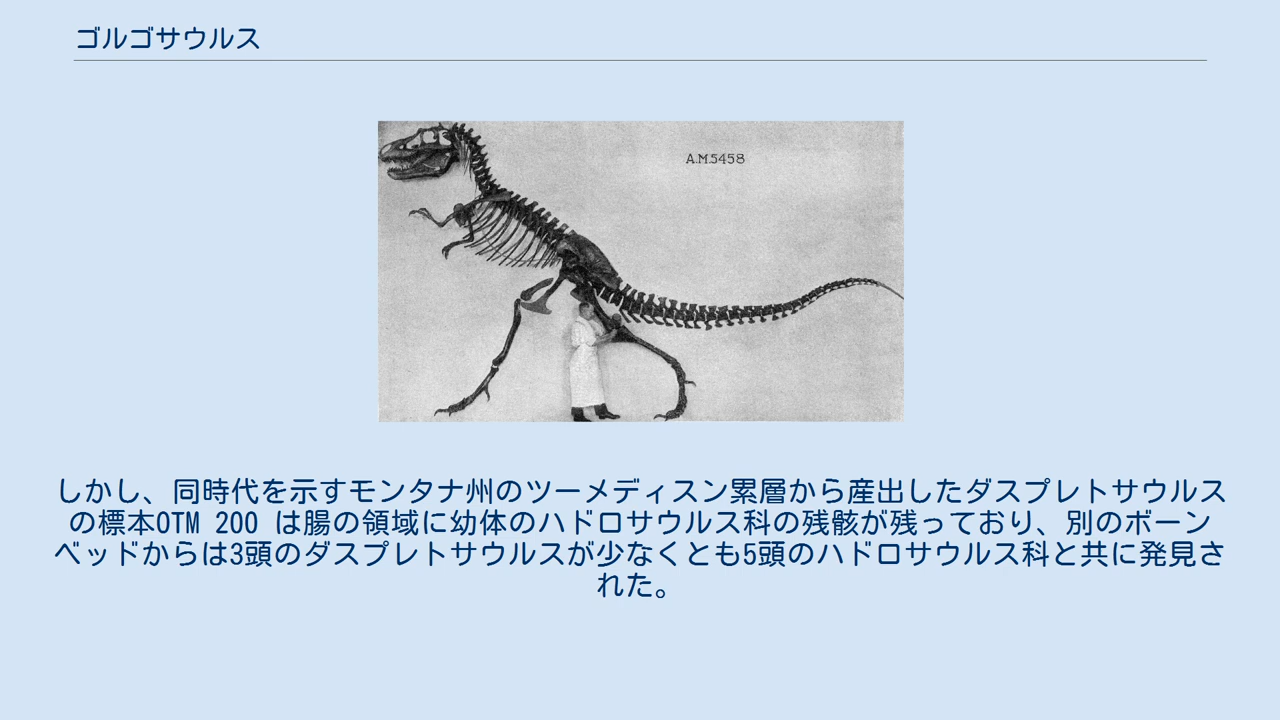 ゴルゴサウルス
A.M.5458
しかし、同時代を示すモンタナ州のツーメディスン累層から産出したダスプレトサウルス
の標本OTM 200 は腸の領域に幼体のハドロサウルス科の残骸が残っており、別のボーン
ベッドからは3頭のダスプレトサウルスが少なくとも5頭のハドロサウルス科と共に発見さ
れた。